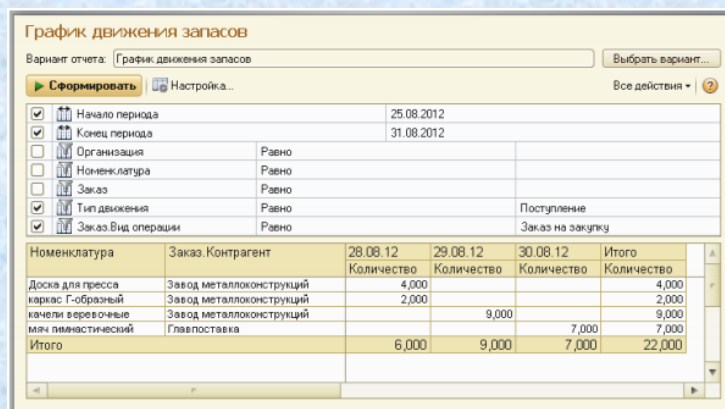 График движения запасов
Вариант отчета: График движения запасов Выбрать вариант...
Сформировать Настройка... Все действия
Начало периода 25.08.2012
Конец периода 31.08.2012
Организация Равно
Номенклатура Равно
Заказ Равно
Тип движения Равно Поступление
Заказ.Вид операции Равно Заказ на закупку
Номенклатура Заказ.Контрагент 28.08.12 29.08.12 30.08.12 Итого
Количество Количество Количество Количество
Доска для пресса Завод металлоконструкций 4,000 4,000
каркас Г-образный Завод металлоконструкций 2,000 2,000
качели веревочные Завод металлоконструкций 9,000 9,000
мяч гимнастический Главпоставка 7,000 7,000
Итого 6,000 9,000 7,000 22,000